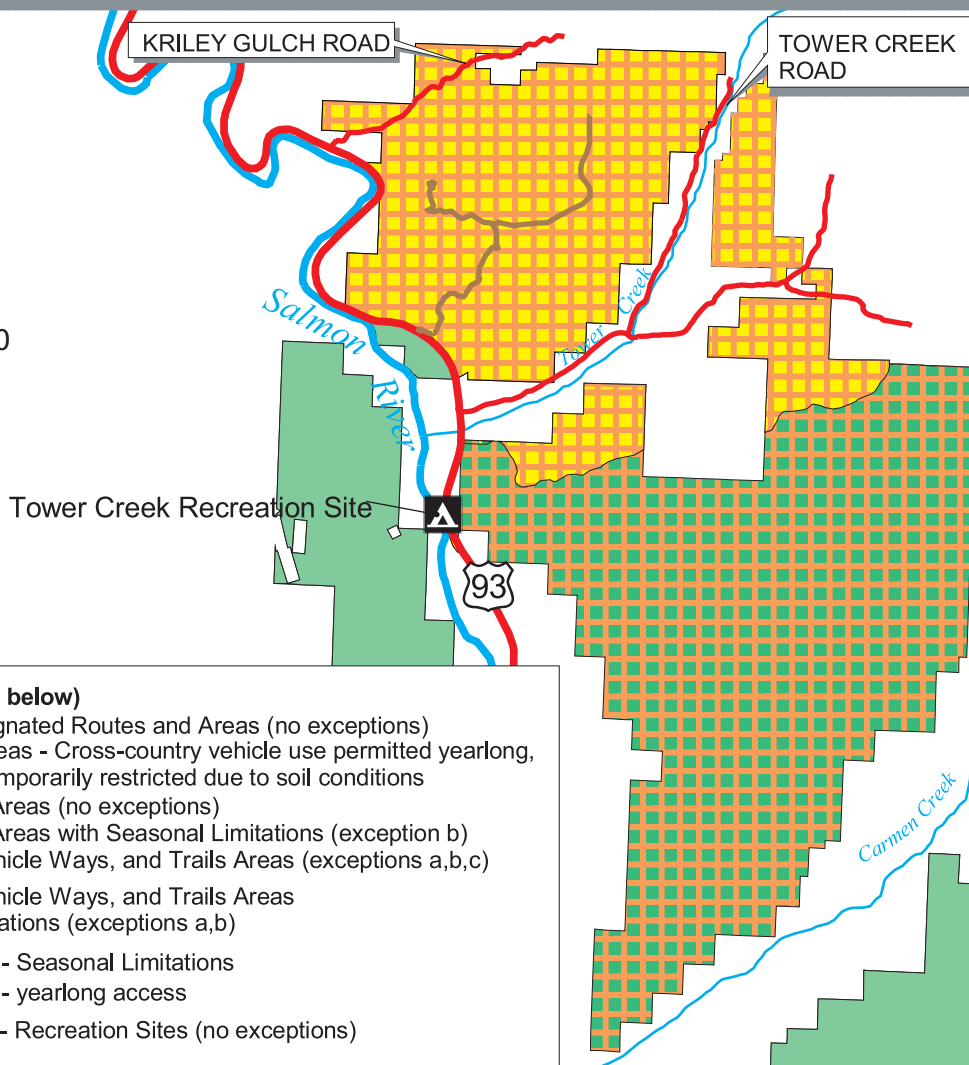 KRILEY GULCH ROAD
TOWER CREEK
ROAD
Salmon
River
Tower Creek
0
Tower Creek Recreation Site
93
Carmen Creek
below)
gnated Routes and Areas (no exceptions)
eas - Cross-country vehicle use permitted yearlong,
mporarily restricted due to soil conditions
Areas (no exceptions)
Areas with Seasonal Limitations (exception b)
hicle Ways, and Trails Areas (exceptions a,b,c)
hicle Ways, and Trails Areas
ations (exceptions a,b)
- Seasonal Limitations
- yearlong access
- Recreation Sites (no exceptions)